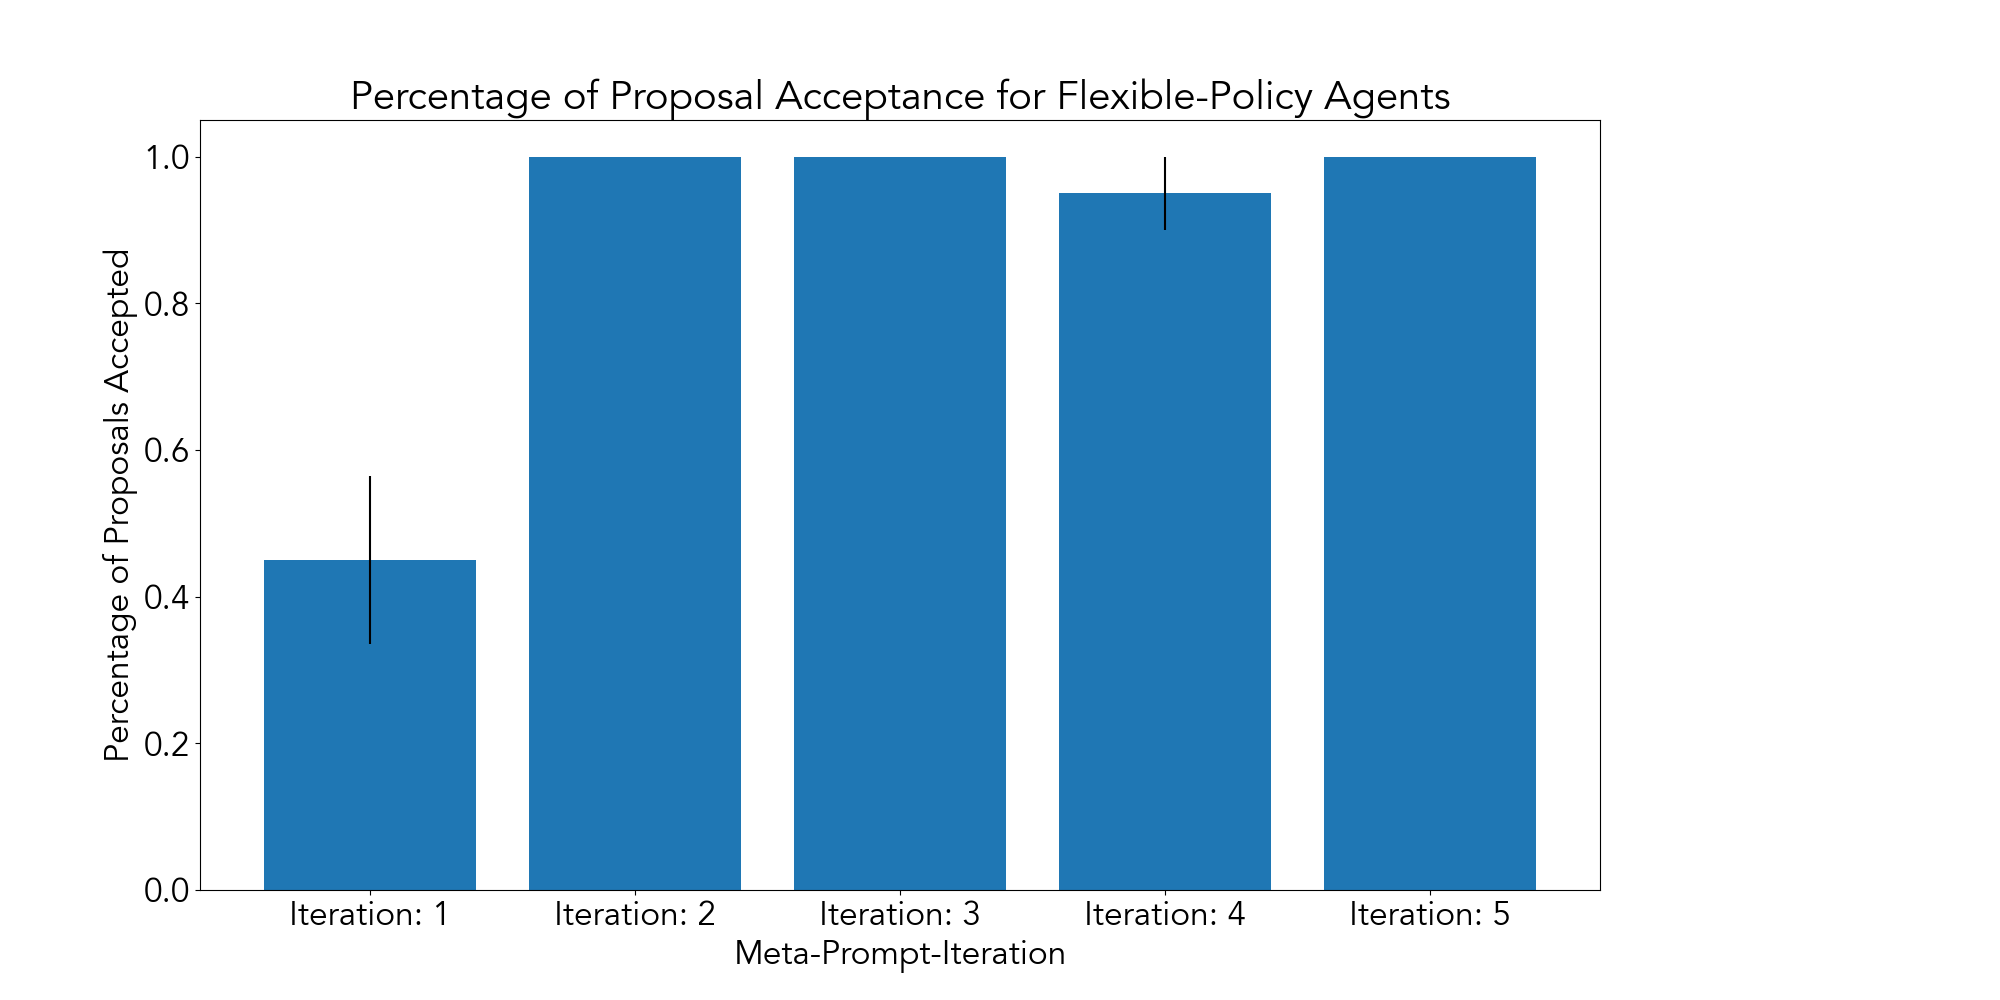 Percentage of Proposal Acceptance for Flexible-Policy Agents
Percentage of Proposals Accepted
1.0
0.8
0.6
0.4
0.2
0.0
Iteration: 1
Iteration: 2
Iteration: 3
Iteration: 4
Iteration: 5
Meta-Prompt-Iteration